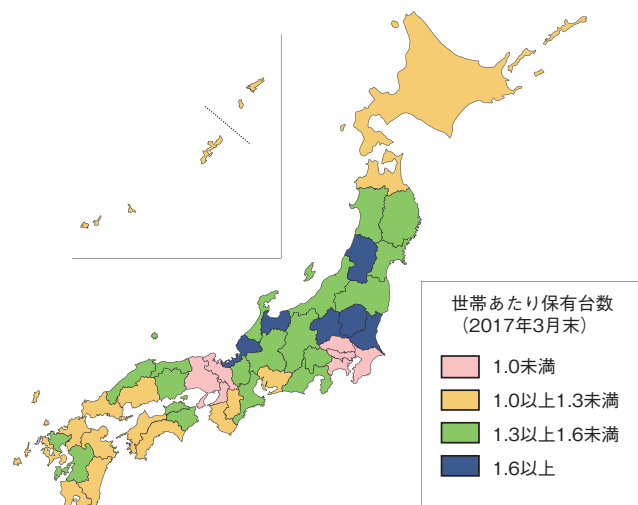 世帯あたり保有台数
（2017年3月末）
1.0未満
1.0以上1.3未満
1.3以上1.6未満
1.6以上